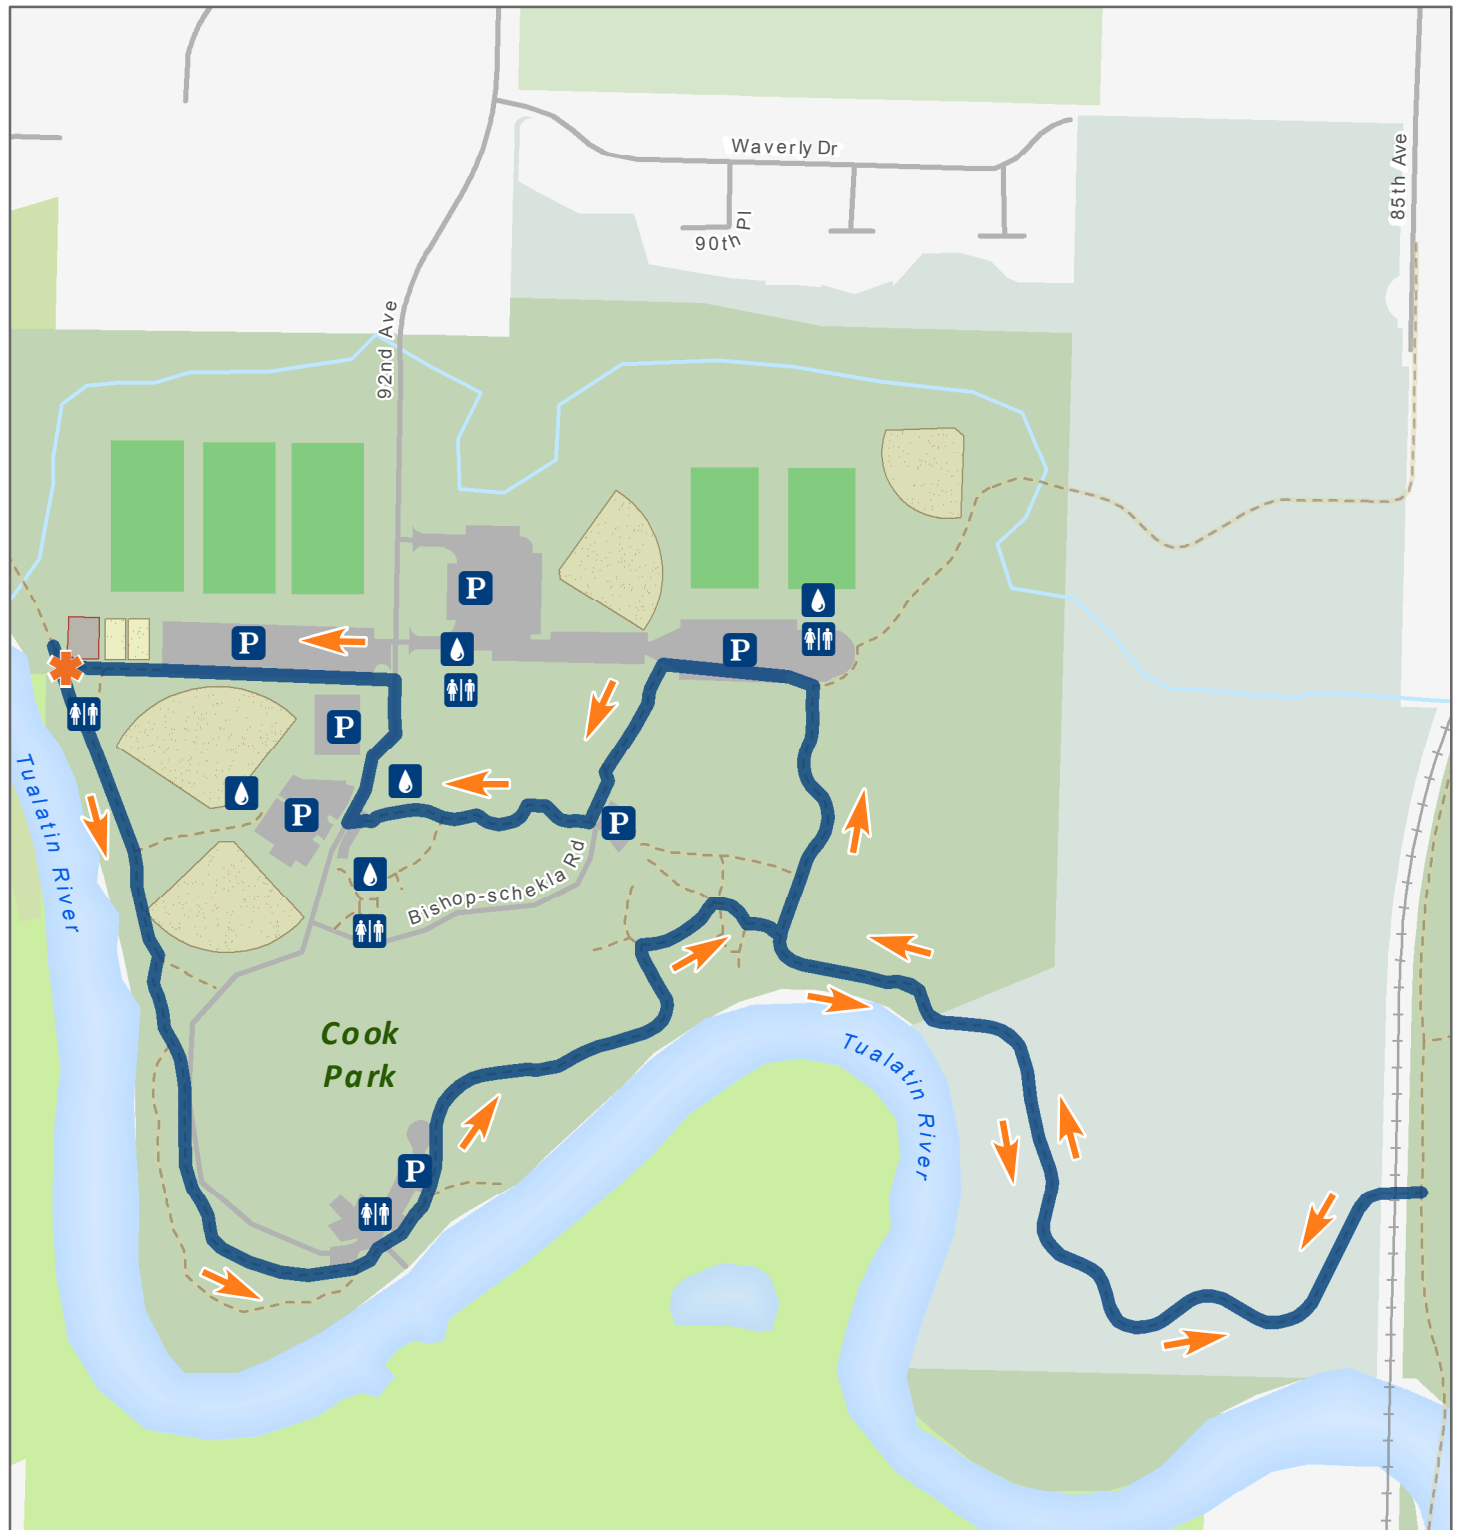 Waverly Dr
85th Ave
90th Pl
92nd Ave
P
P
P
P
P
P
Bishop-schekla Rd
Tualatin River
Cook
Park
Tualatin River
P